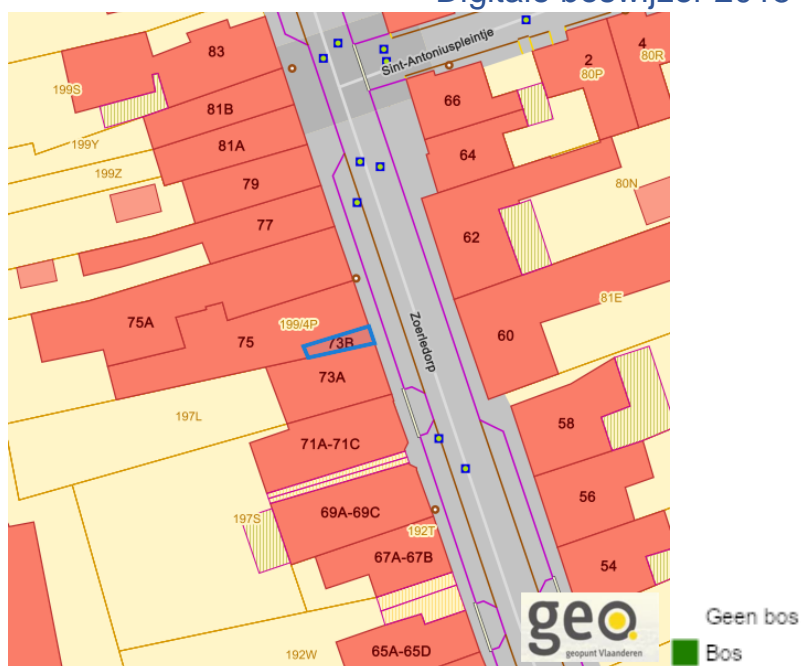 Digitale boswijzer 2018
Sint-Antoniuspleintje
83
2
4
80P
80R
199S
66
81B
199Y
81A
64
199Z
79
80N
77
62
81E
75A
199/4P
75
73B
Zoerledorp
60
73A
197L
58
71A-71C
56
69A-69C
197S
192T
67A-67B
54
geo
geopunt Vlaanderen
Geen bos
Bos
192W
65A-65D